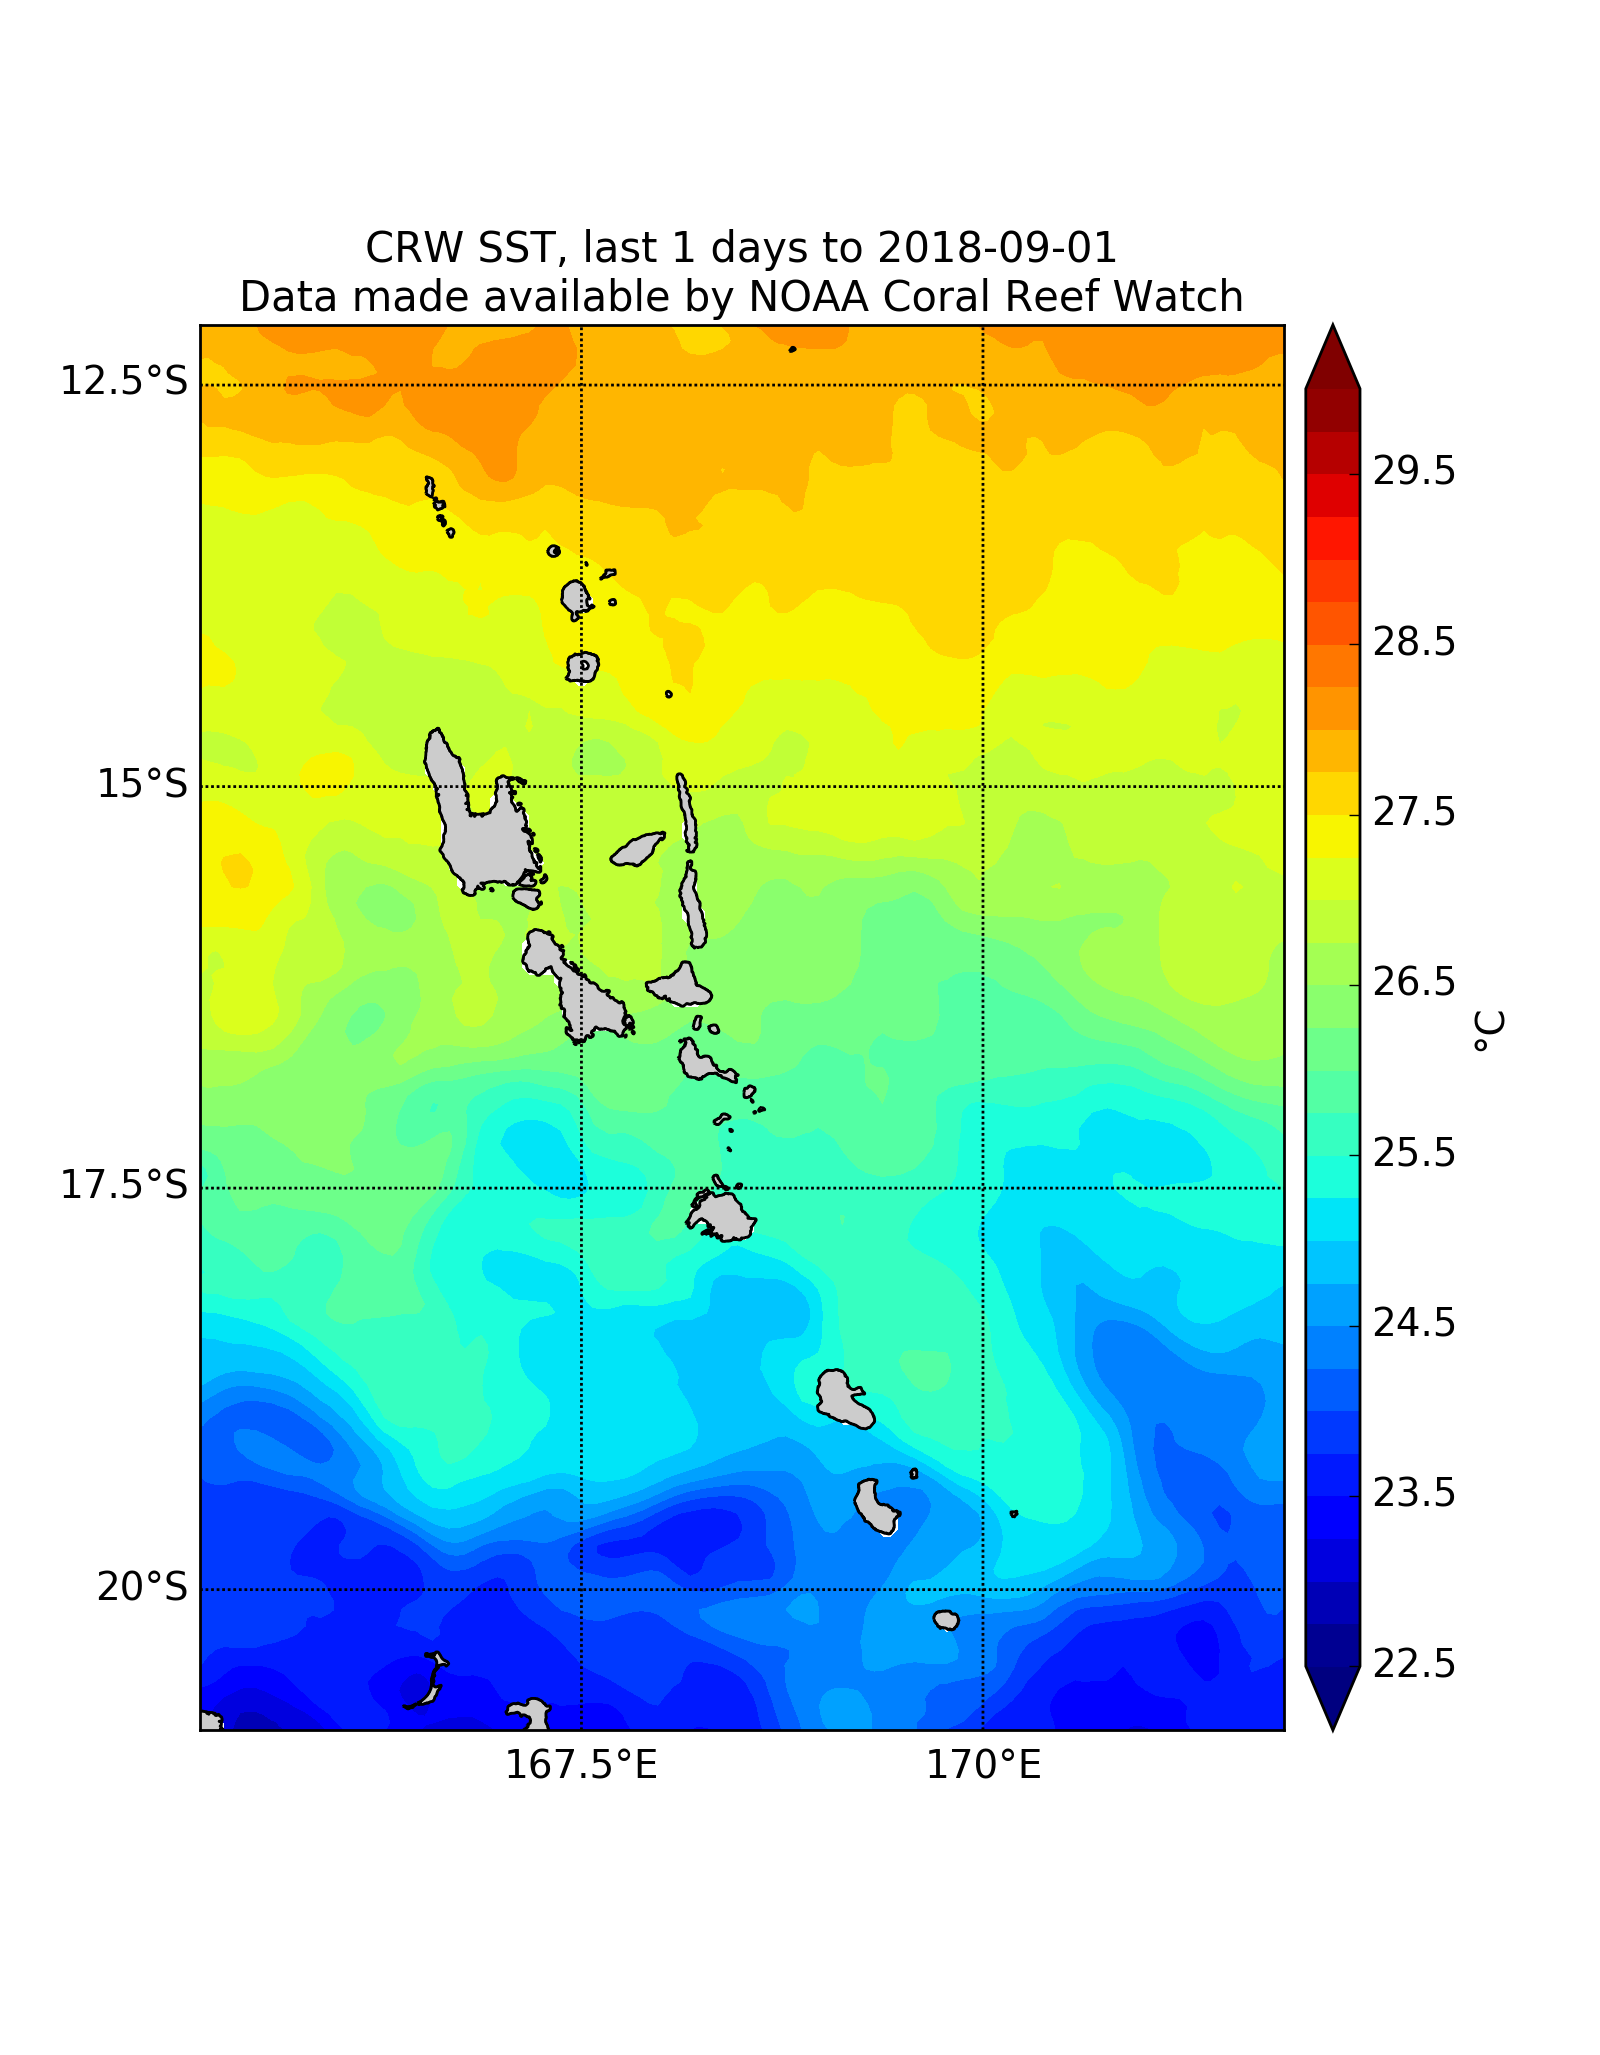 CRW SST, last 1 days to 2018-09-01
Data made available by NOAA Coral Reef Watch
12.5°S
15°S
17.5°S
20°S
167.5°E
170°E
29.5
28.5
27.5
26.5
25.5
24.5
23.5
22.5
°C